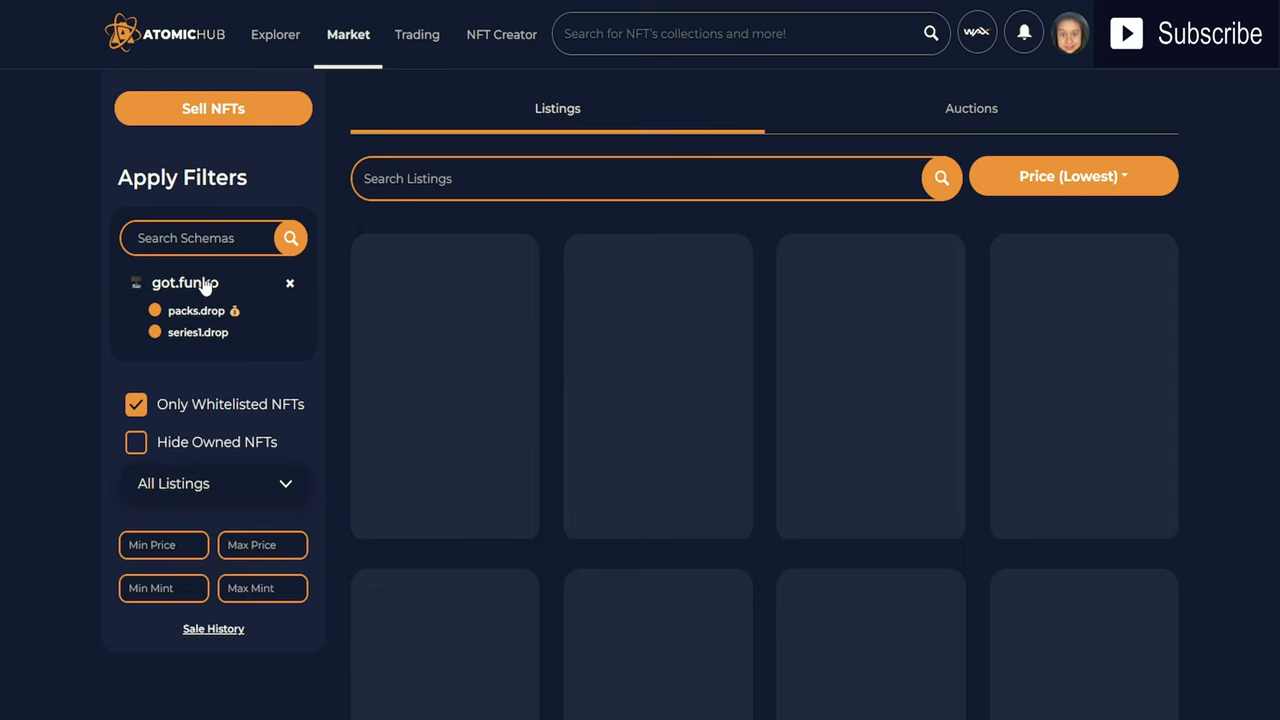 ATOMICHUB
Explorer
Market
Trading
NFT Creator
Search for NFT's collections and more!
WAX
Subscribe
Sell NFTs
Listings
Auctions
Apply Filters
Search Listings
Price (Lowest)
Search Schemas
got.funko
packs.drop
series1.drop
Only Whitelisted NFTs
Hide Owned NFTs
All Listings
Min Price
Max Price
Min Mint
Max Mint
Sale History